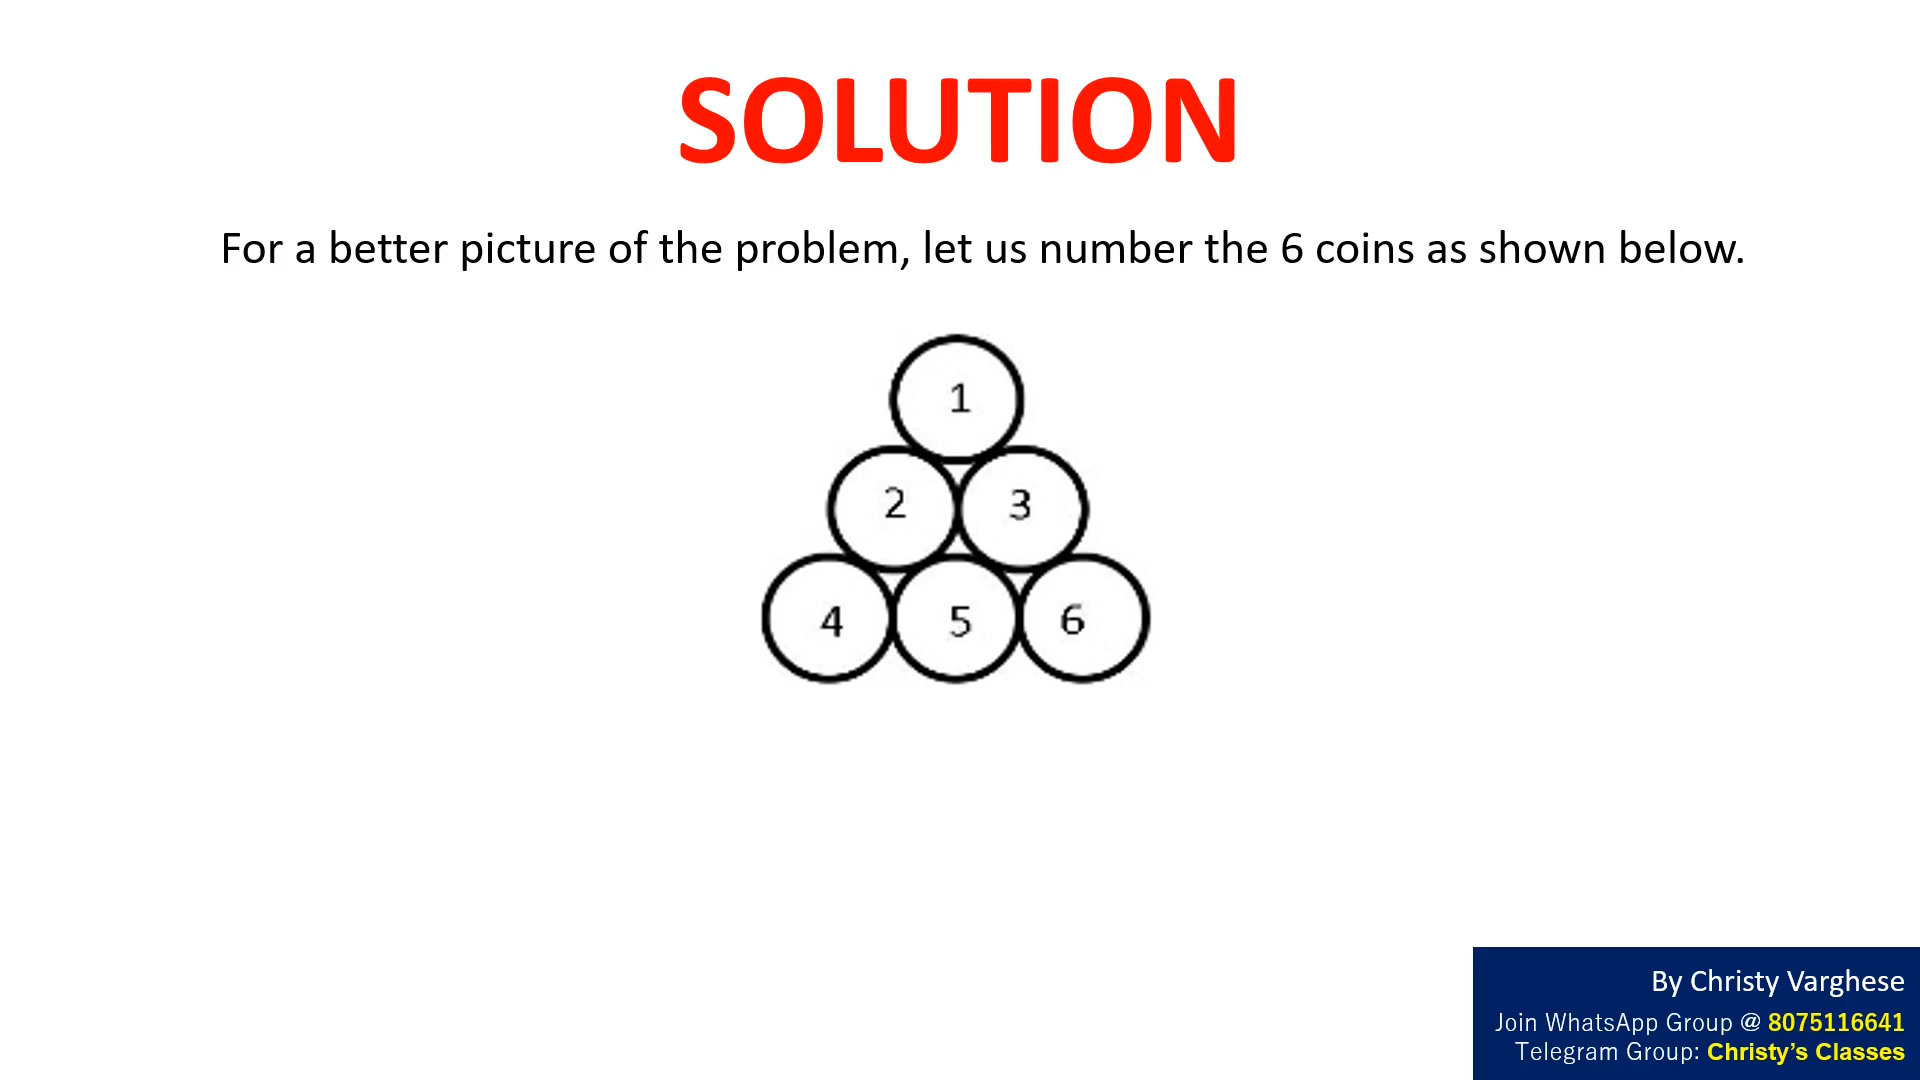 SOLUTION
For a better picture of the problem, let us number the 6 coins as shown below.
1
2 3
4 5 6
By Christy Varghese
Join WhatsApp Group @ 8075116641
Telegram Group: Christy’s Classes